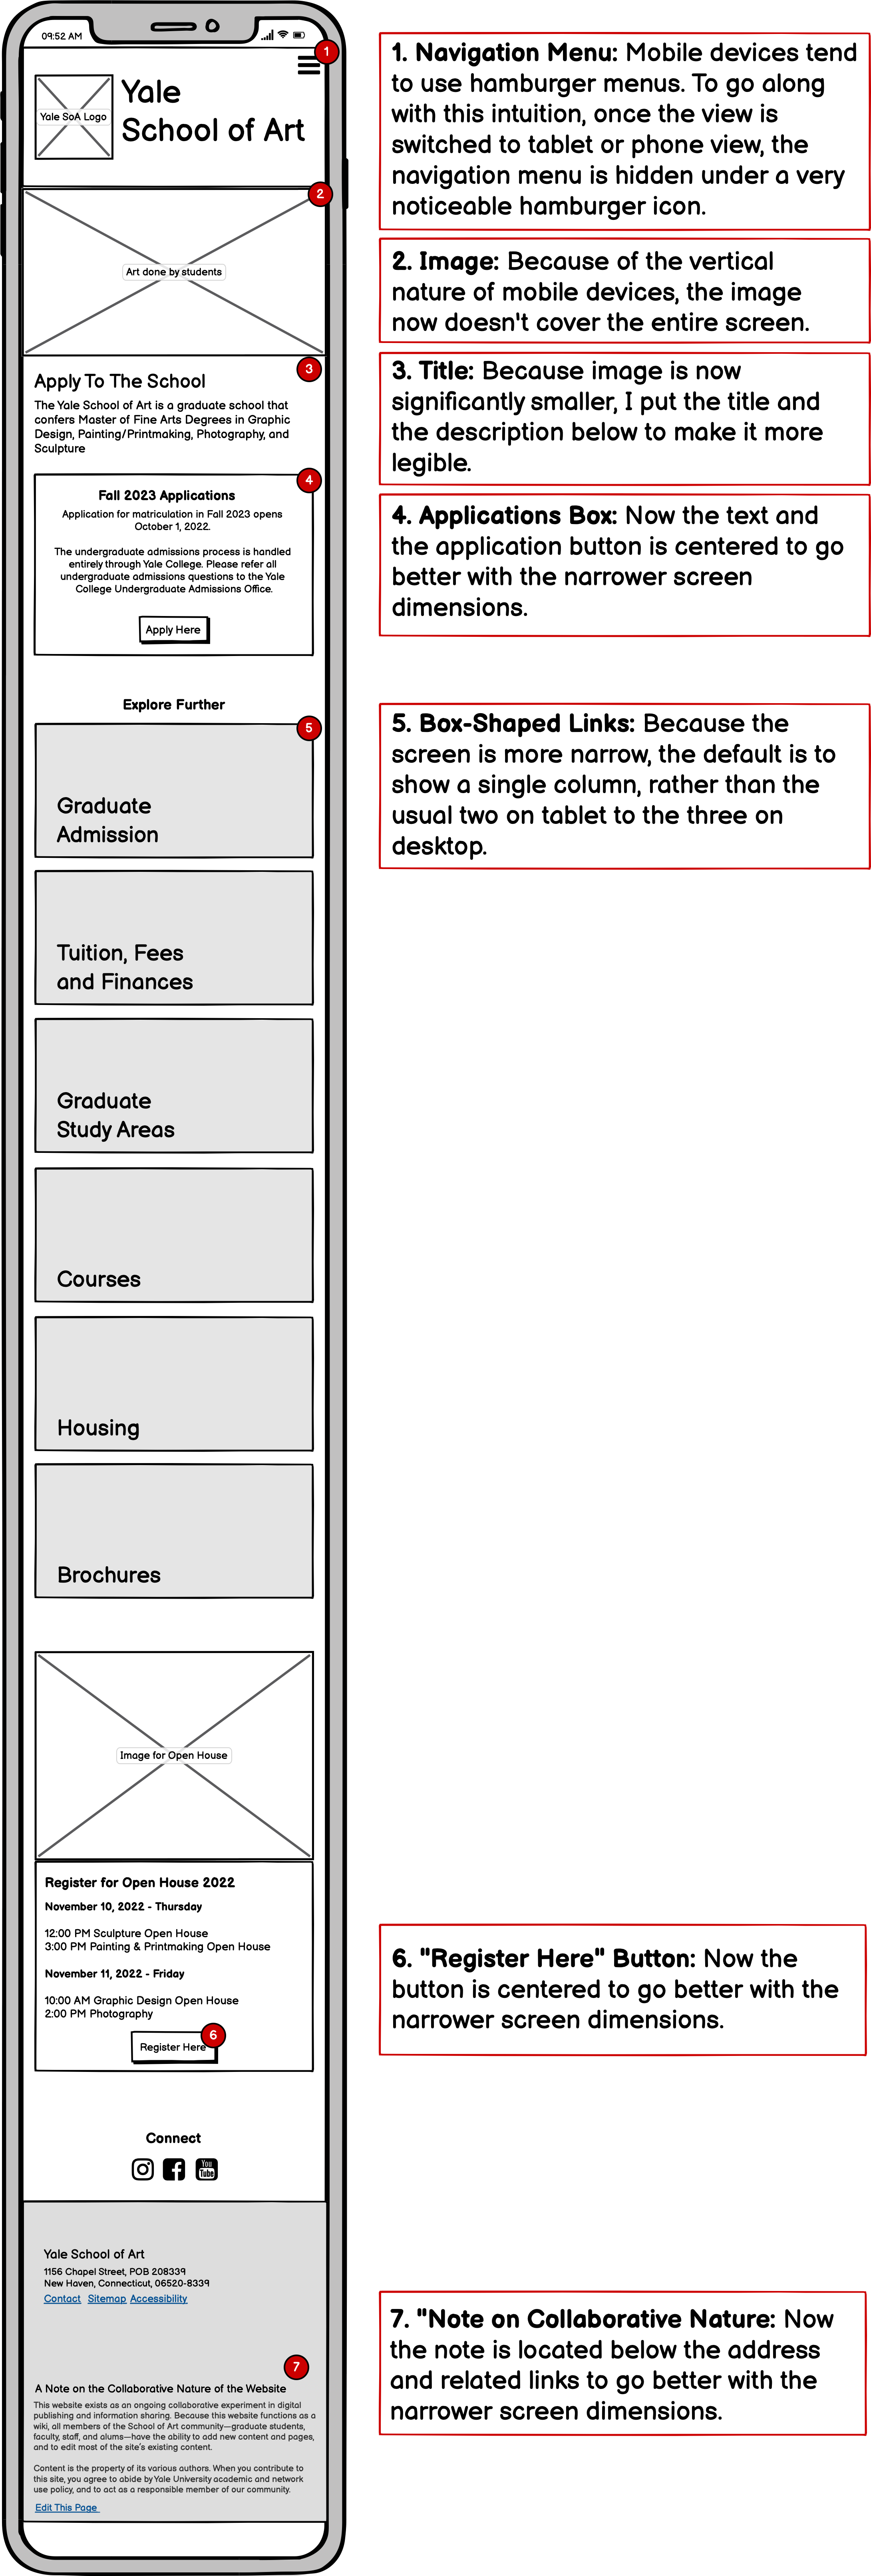 09:52 AM
1
Yale SoA Logo
Yale
School of Art
2
Art done by students
3
Apply To The School
The Yale School of Art is a graduate school that
confers Master of Fine Arts Degrees in Graphic
Design, Painting/Printmaking, Photography, and
Sculpture
4
Fall 2023 Applications
Application for matriculation in Fall 2023 opens
October 1, 2022.
The undergraduate admissions process is handled
entirely through Yale College. Please refer all
undergraduate admissions questions to the Yale
College Undergraduate Admissions Office.
Apply Here
Explore Further
5
Graduate
Admission
Tuition, Fees
and Finances
Graduate
Study Areas
Courses
Housing
Brochures
Image for Open House
Register for Open House 2022
November 10, 2022 - Thursday
12:00 PM Sculpture Open House
3:00 PM Painting & Printmaking Open House
November 11, 2022 - Friday
10:00 AM Graphic Design Open House
2:00 PM Photography
6
Register Here
Connect
You
Tube
Yale School of Art
1156 Chapel Street, POB 208339
New Haven, Connecticut, 06520-8339
Contact Sitemap Accessibility
7
A Note on the Collaborative Nature of the Website
This website exists as an ongoing collaborative experiment in digital
publishing and information sharing. Because this website functions as a
wiki, all members of the School of Art community—graduate students,
faculty, staff, and alums—have the ability to add new content and pages,
and to edit most of the site's existing content.
Content is the property of its various authors. When you contribute to
this site, you agree to abide by Yale University academic and network
use policy, and to act as a responsible member of our community.
Edit This Page
1. Navigation Menu: Mobile devices tend
to use hamburger menus. To go along
with this intuition, once the view is
switched to tablet or phone view, the
navigation menu is hidden under a very
noticeable hamburger icon.
2. Image: Because of the vertical
nature of mobile devices, the image
now doesn't cover the entire screen.
3. Title: Because image is now
significantly smaller, I put the title and
the description below to make it more
legible.
4. Applications Box: Now the text and
the application button is centered to go
better with the narrower screen
dimensions.
5. Box-Shaped Links: Because the
screen is more narrow, the default is to
show a single column, rather than the
usual two on tablet to the three on
desktop.
6. "Register Here" Button: Now the
button is centered to go better with the
narrower screen dimensions.
7. "Note on Collaborative Nature: Now
the note is located below the address
and related links to go better with the
narrower screen dimensions.